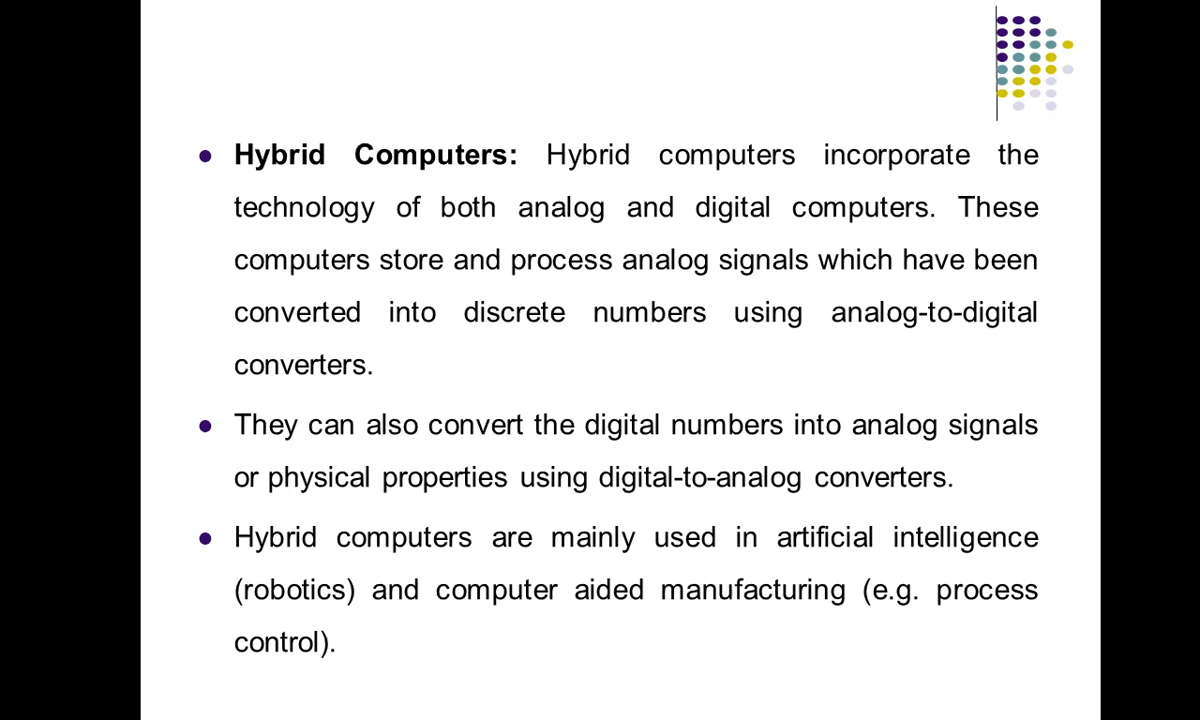 ● Hybrid Computers: Hybrid computers incorporate the
technology of both analog and digital computers. These
computers store and process analog signals which have been
converted into discrete numbers using analog-to-digital
converters.
● They can also convert the digital numbers into analog signals
or physical properties using digital-to-analog converters.
● Hybrid computers are mainly used in artificial intelligence
(robotics) and computer aided manufacturing (e.g. process
control).